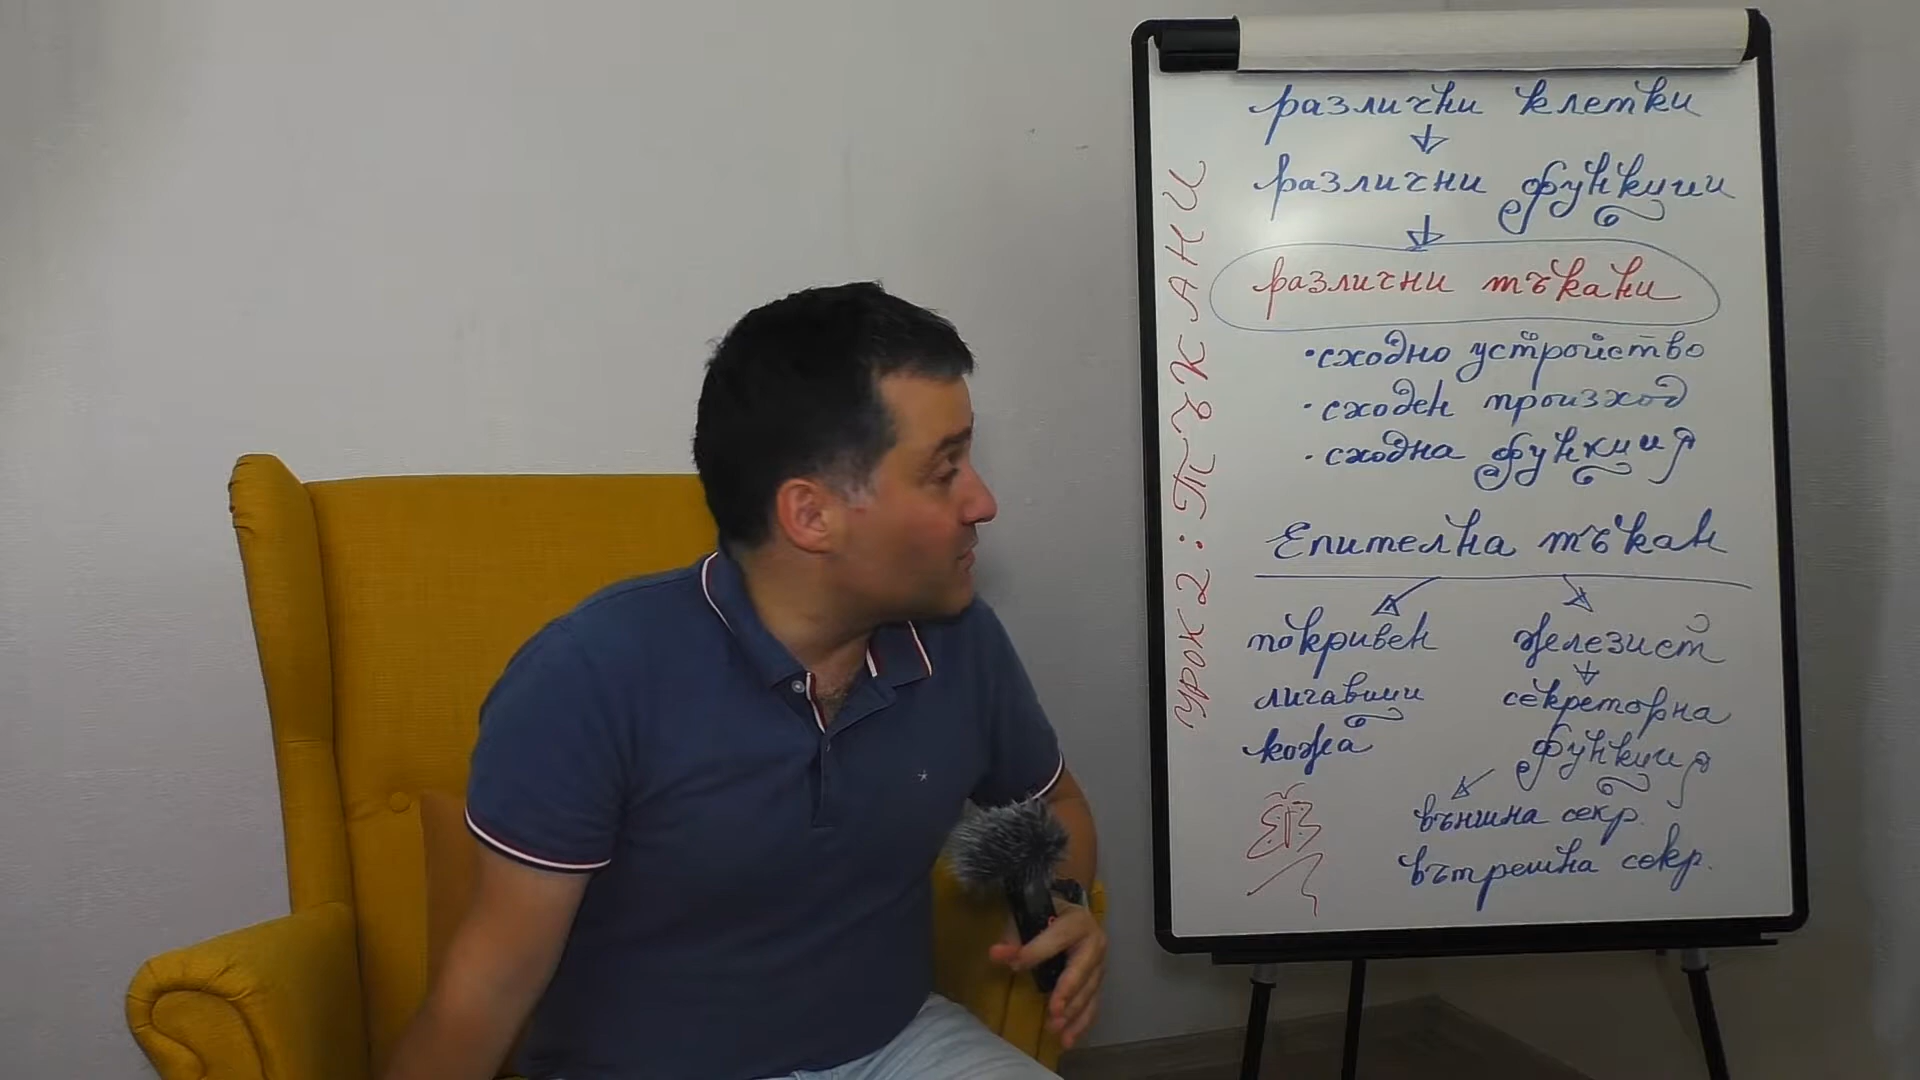 УРОК 2: ТЪКАНИ
различни клетки
различни функции
различни тъкани
• сходно устройство
• сходен произход
• сходна функция
Епителна тъкан
покривен железист
лигавици секреторна
кожа функция
външна секр.
вътрешна секр.